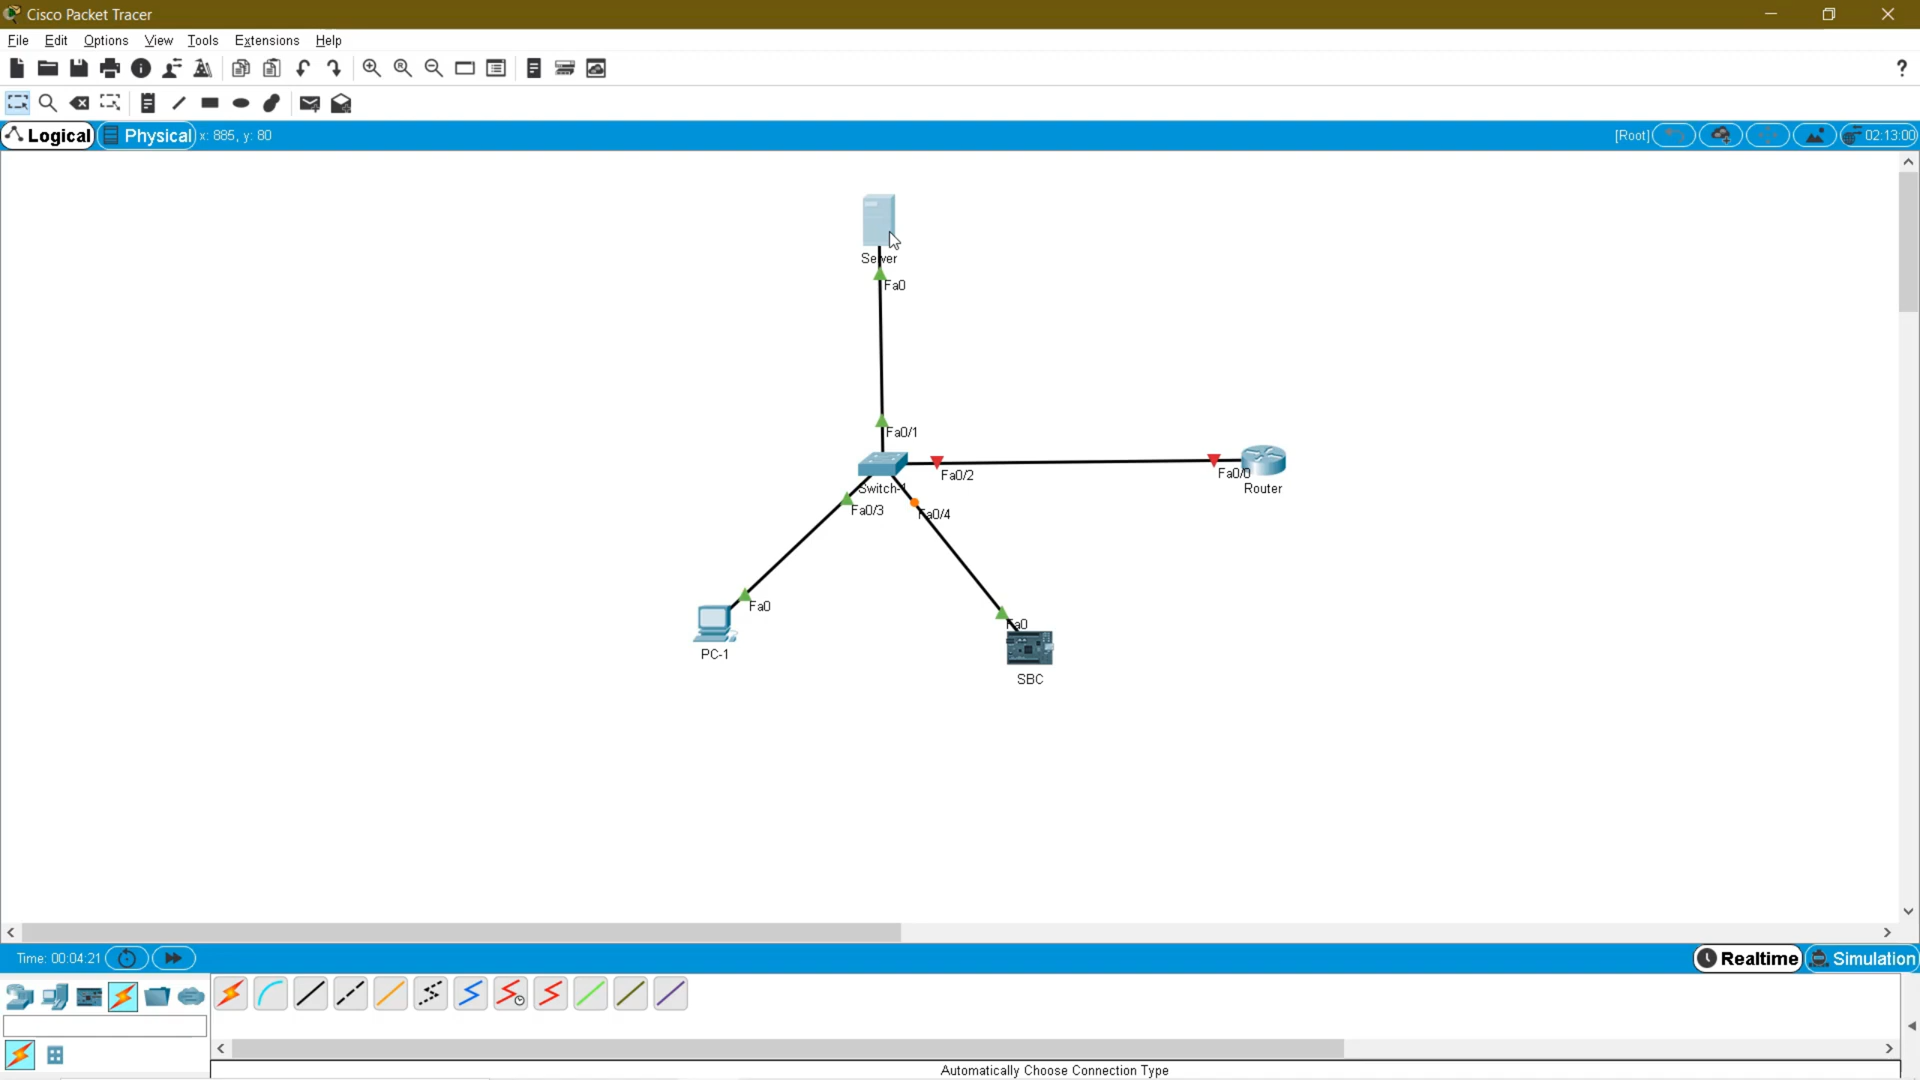 Cisco Packet Tracer
File Edit Options View Tools Extensions Help
?
Logical Physical x: 885, y: 80 [Root] 02:13:00
Server
Fa0
Fa0/1
Fa0/2 Fa0/0
Switch-1 Router
Fa0/3 Fa0/4
Fa0 Fa0
PC-1 SBC
Time: 00:04:21 Realtime Simulation
Automatically Choose Connection Type